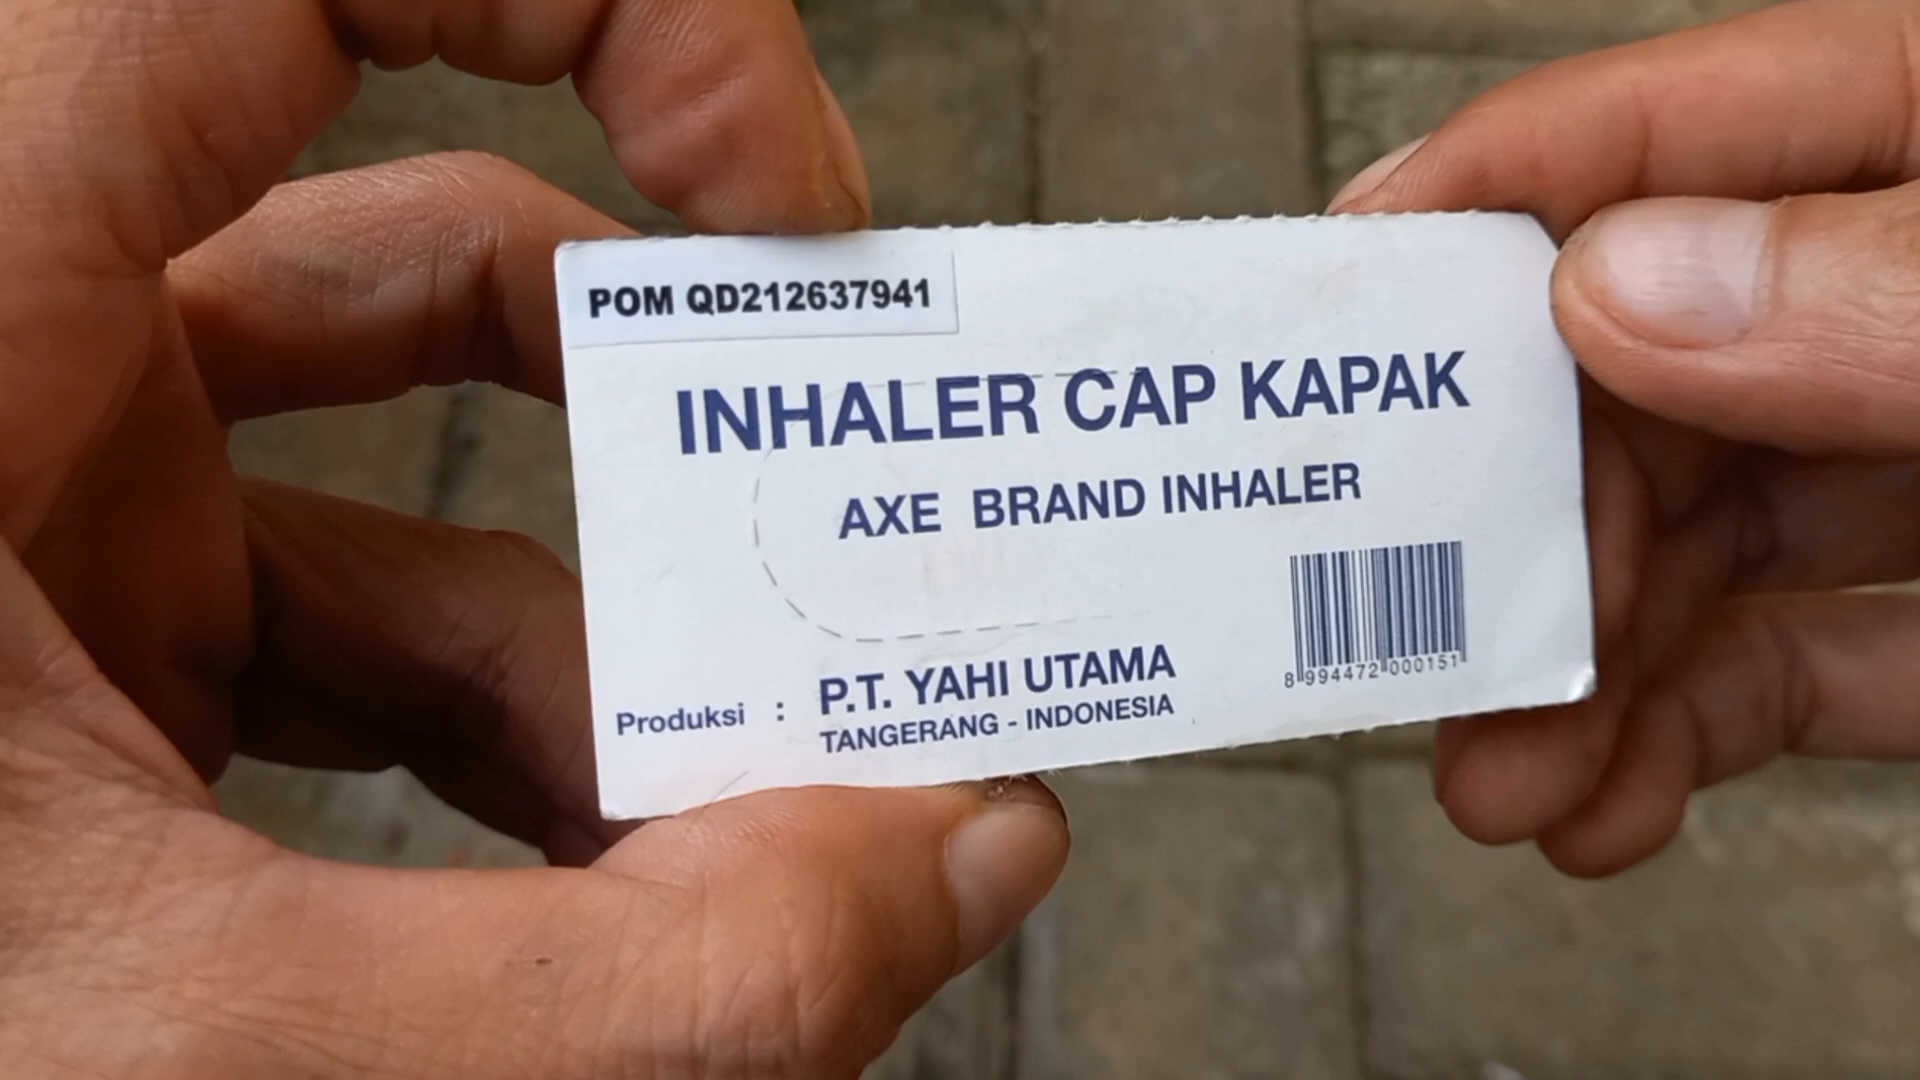 POM QD212637941
INHALER CAP KAPAK
AXE BRAND INHALER
Produksi : P.T. YAHI UTAMA
TANGERANG - INDONESIA
8 994472 000151